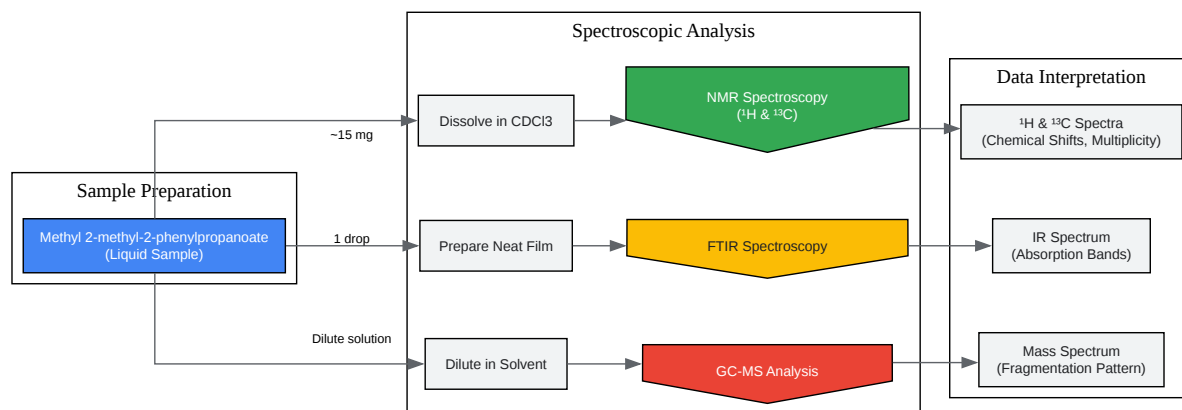 Spectroscopic Analysis
Data Interpretation
Sample Preparation
Methyl 2-methyl-2-phenylpropanoate
(Liquid Sample)
~15 mg
Dissolve in CDCl3
NMR Spectroscopy
(¹H & ¹³C)
¹H & ¹³C Spectra
(Chemical Shifts, Multiplicity)
1 drop
Prepare Neat Film
FTIR Spectroscopy
IR Spectrum
(Absorption Bands)
Dilute solution
Dilute in Solvent
GC-MS Analysis
Mass Spectrum
(Fragmentation Pattern)